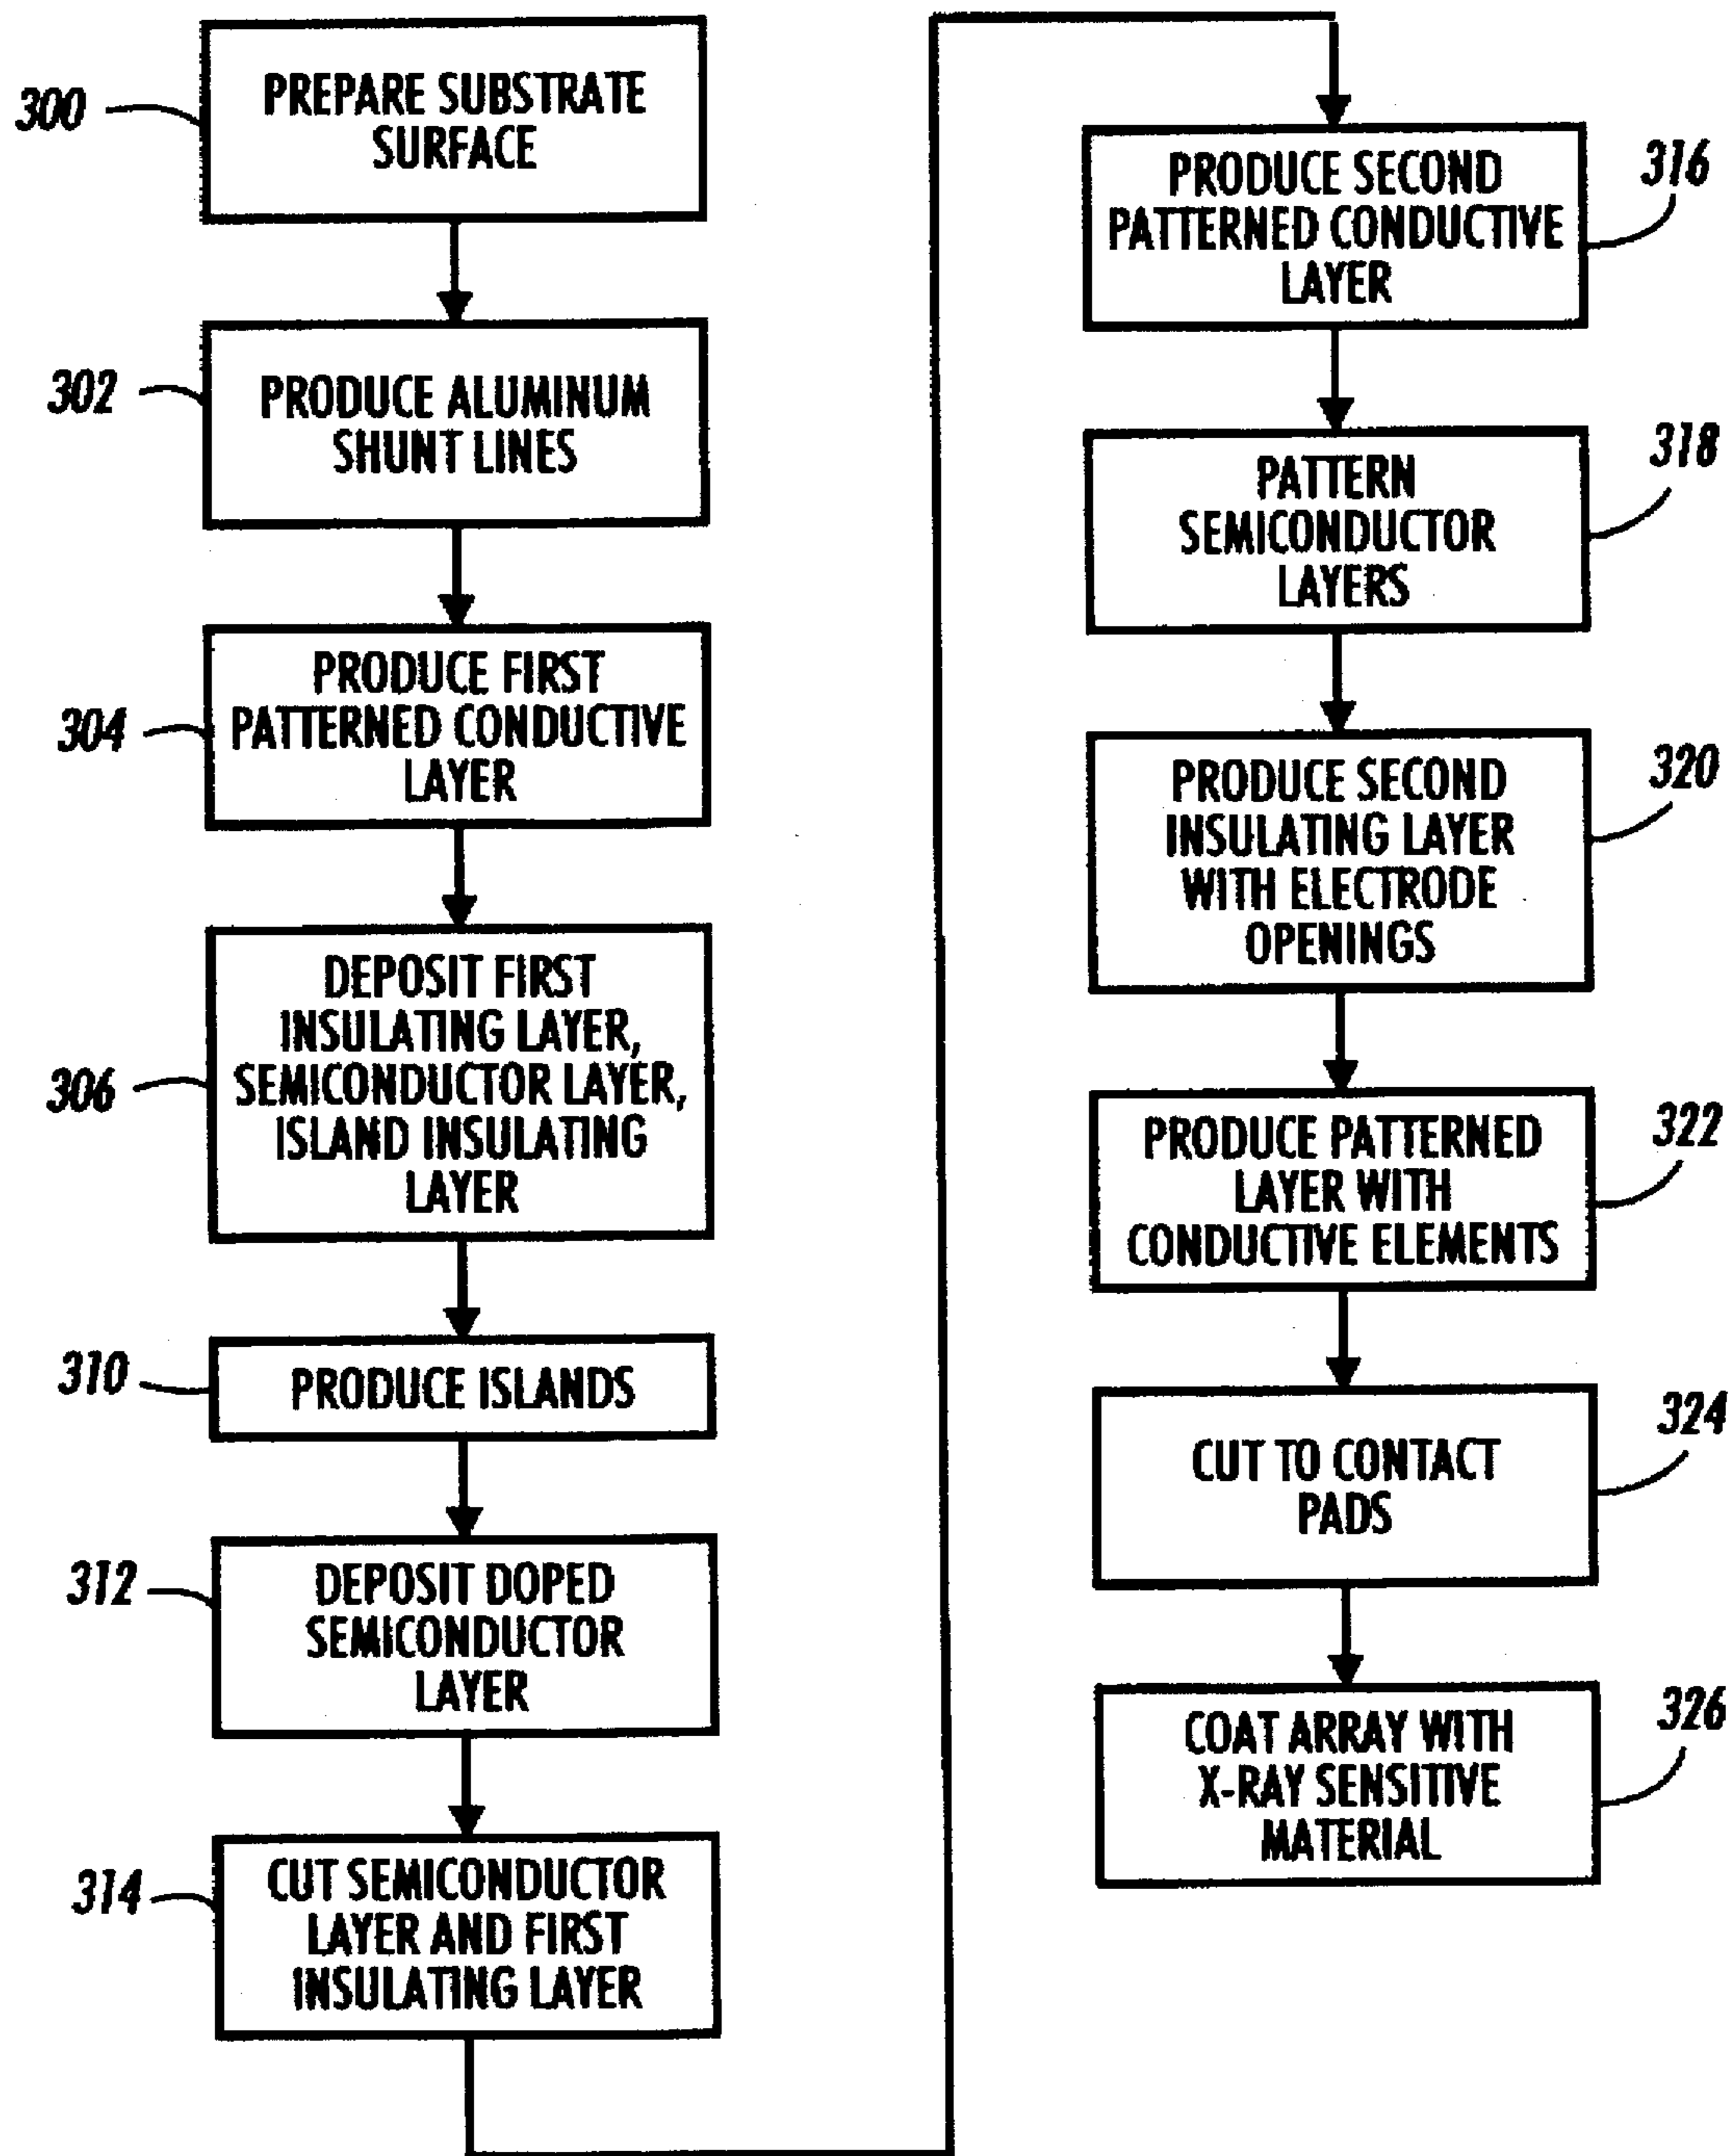 300
PREPARE SUBSTRATE
SURFACE
302
PRODUCE ALUMINUM
SHUNT LINES
304
PRODUCE FIRST
PATTERNED CONDUCTIVE
LAYER
306
DEPOSIT FIRST
INSULATING LAYER,
SEMICONDUCTOR LAYER,
ISLAND INSULATING
LAYER
310
PRODUCE ISLANDS
312
DEPOSIT DOPED
SEMICONDUCTOR
LAYER
314
CUT SEMICONDUCTOR
LAYER AND FIRST
INSULATING LAYER
316
PRODUCE SECOND
PATTERNED CONDUCTIVE
LAYER
318
PATTERN
SEMICONDUCTOR
LAYERS
320
PRODUCE SECOND
INSULATING LAYER
WITH ELECTRODE
OPENINGS
322
PRODUCE PATTERNED
LAYER WITH
CONDUCTIVE ELEMENTS
324
CUT TO CONTACT
PADS
326
COAT ARRAY WITH
X-RAY SENSITIVE
MATERIAL